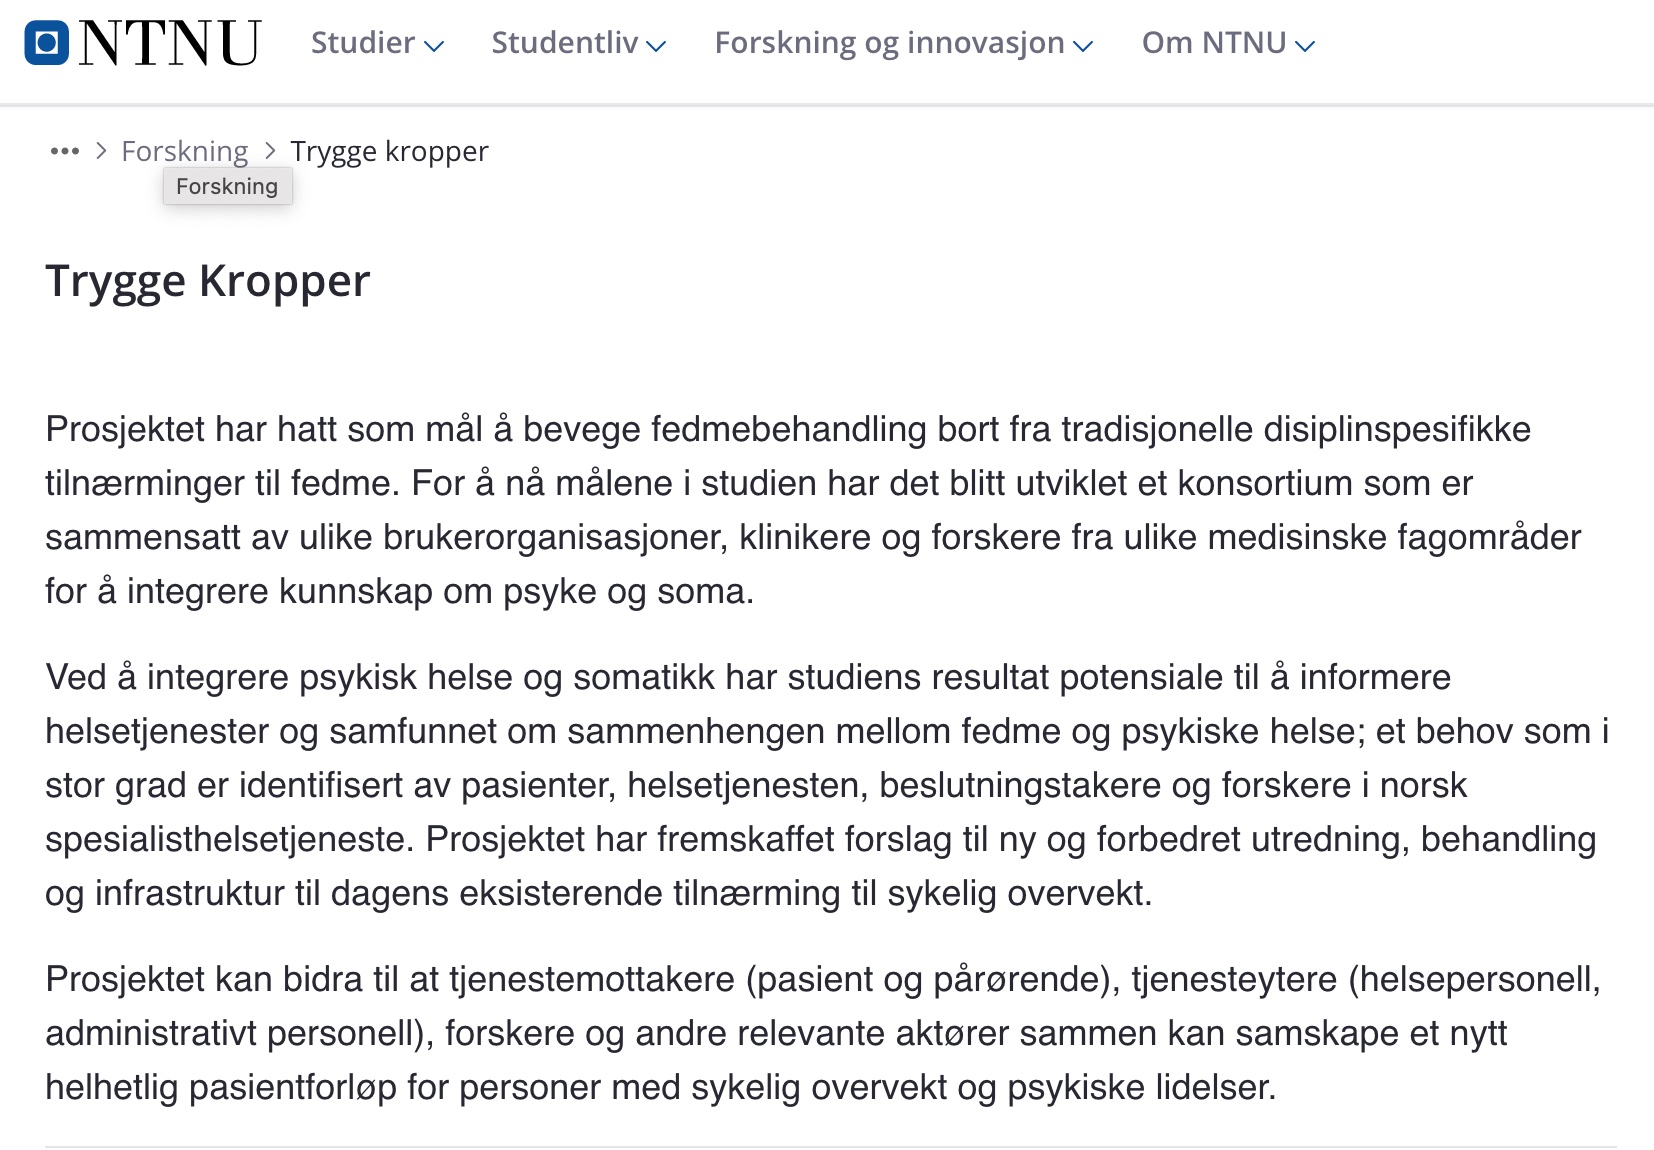 NTNU Studier Studentliv Forskning og innovasjon Om NTNU
... > Forskning > Trygge kropper
Forskning
Trygge Kropper
Prosjektet har hatt som mål å bevege fedmebehandling bort fra tradisjonelle disiplinspesifikke
tilnærminger til fedme. For å nå målene i studien har det blitt utviklet et konsortium som er
sammensatt av ulike brukerorganisasjoner, klinikere og forskere fra ulike medisinske fagområder
for å integrere kunnskap om psyke og soma.
Ved å integrere psykisk helse og somatikk har studiens resultat potensiale til å informere
helsetjenester og samfunnet om sammenhengen mellom fedme og psykiske helse; et behov som i
stor grad er identifisert av pasienter, helsetjenesten, beslutningstakere og forskere i norsk
spesialisthelsetjeneste. Prosjektet har fremskaffet forslag til ny og forbedret utredning, behandling
og infrastruktur til dagens eksisterende tilnærming til sykelig overvekt.
Prosjektet kan bidra til at tjenestemottakere (pasient og pårørende), tjenesteytere (helsepersonell,
administrativt personell), forskere og andre relevante aktører sammen kan samskape et nytt
helhetlig pasientforløp for personer med sykelig overvekt og psykiske lidelser.